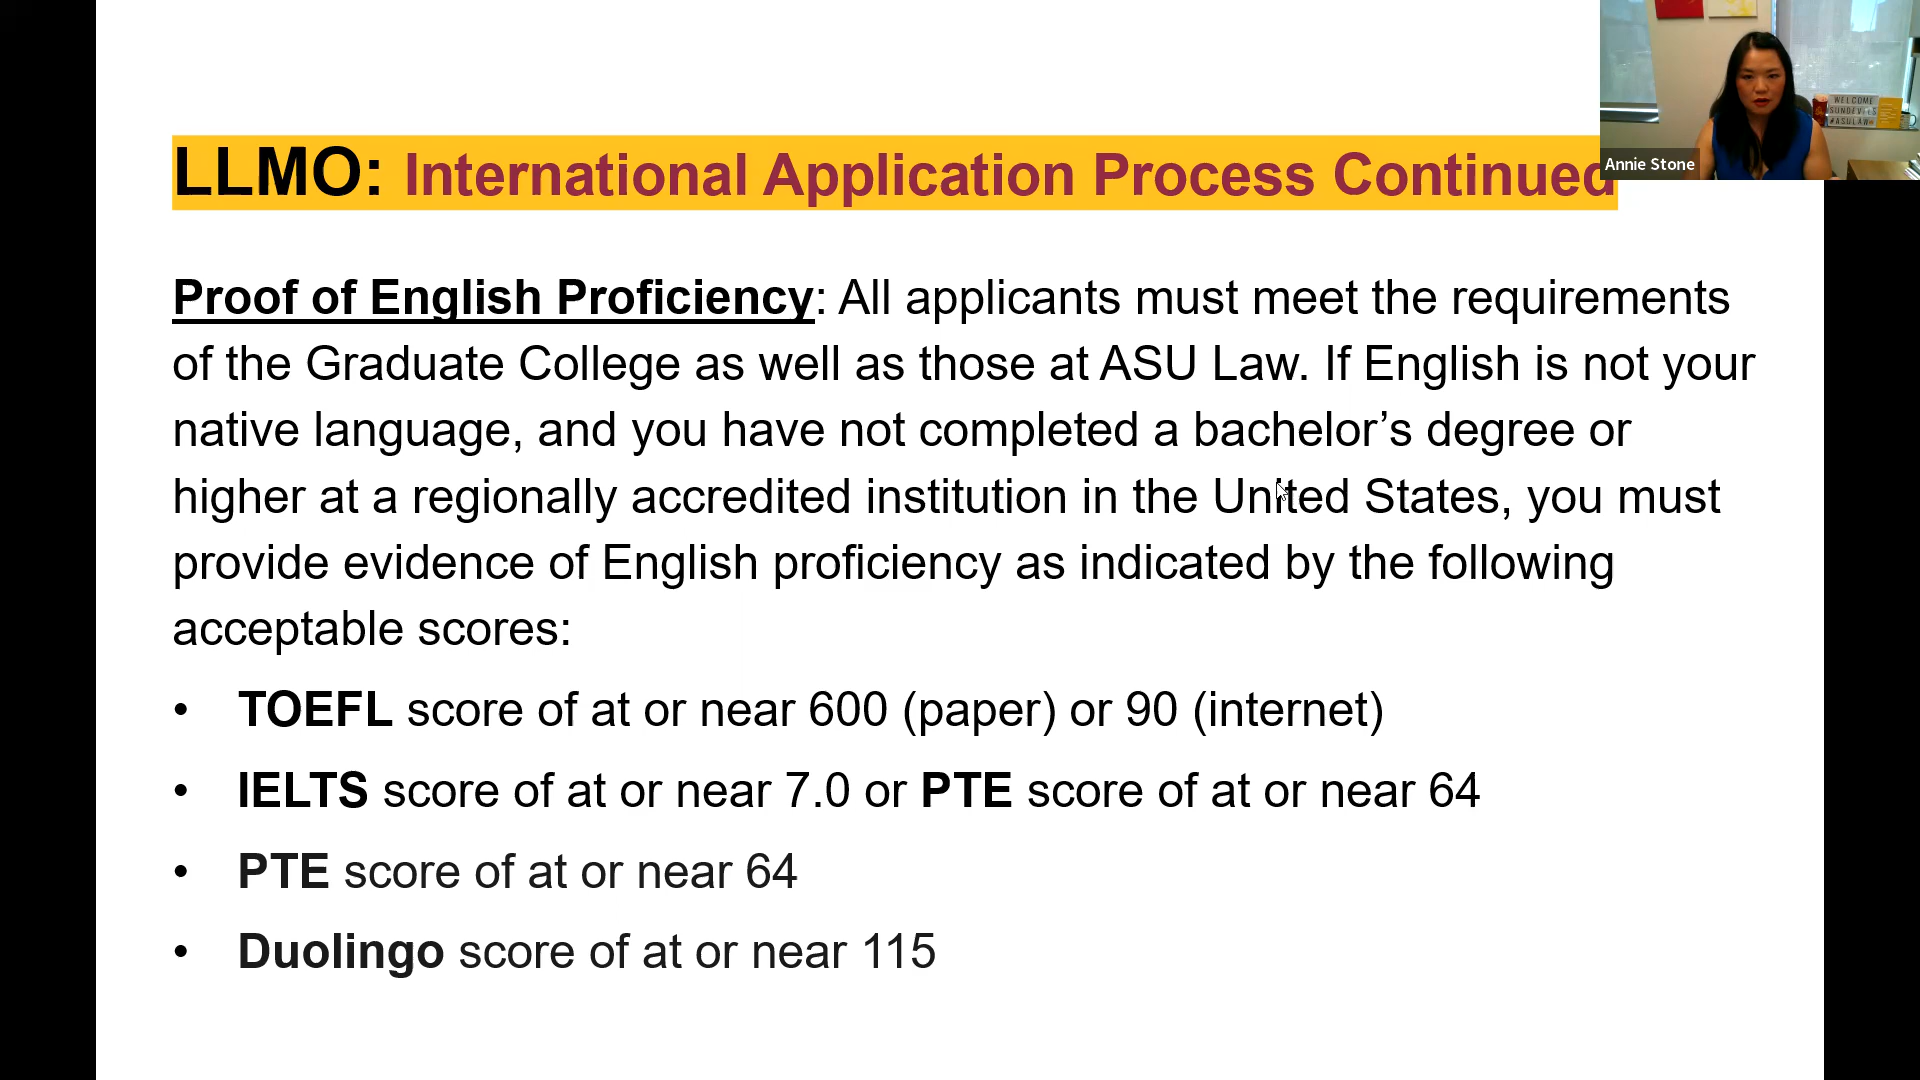 LLMO: International Application Process Continued
Annie Stone
WELCOME
SUNDEVILS
#ASULAW
Proof of English Proficiency: All applicants must meet the requirements
of the Graduate College as well as those at ASU Law. If English is not your
native language, and you have not completed a bachelor’s degree or
higher at a regionally accredited institution in the United States, you must
provide evidence of English proficiency as indicated by the following
acceptable scores:
• TOEFL score of at or near 600 (paper) or 90 (internet)
• IELTS score of at or near 7.0 or PTE score of at or near 64
• PTE score of at or near 64
• Duolingo score of at or near 115